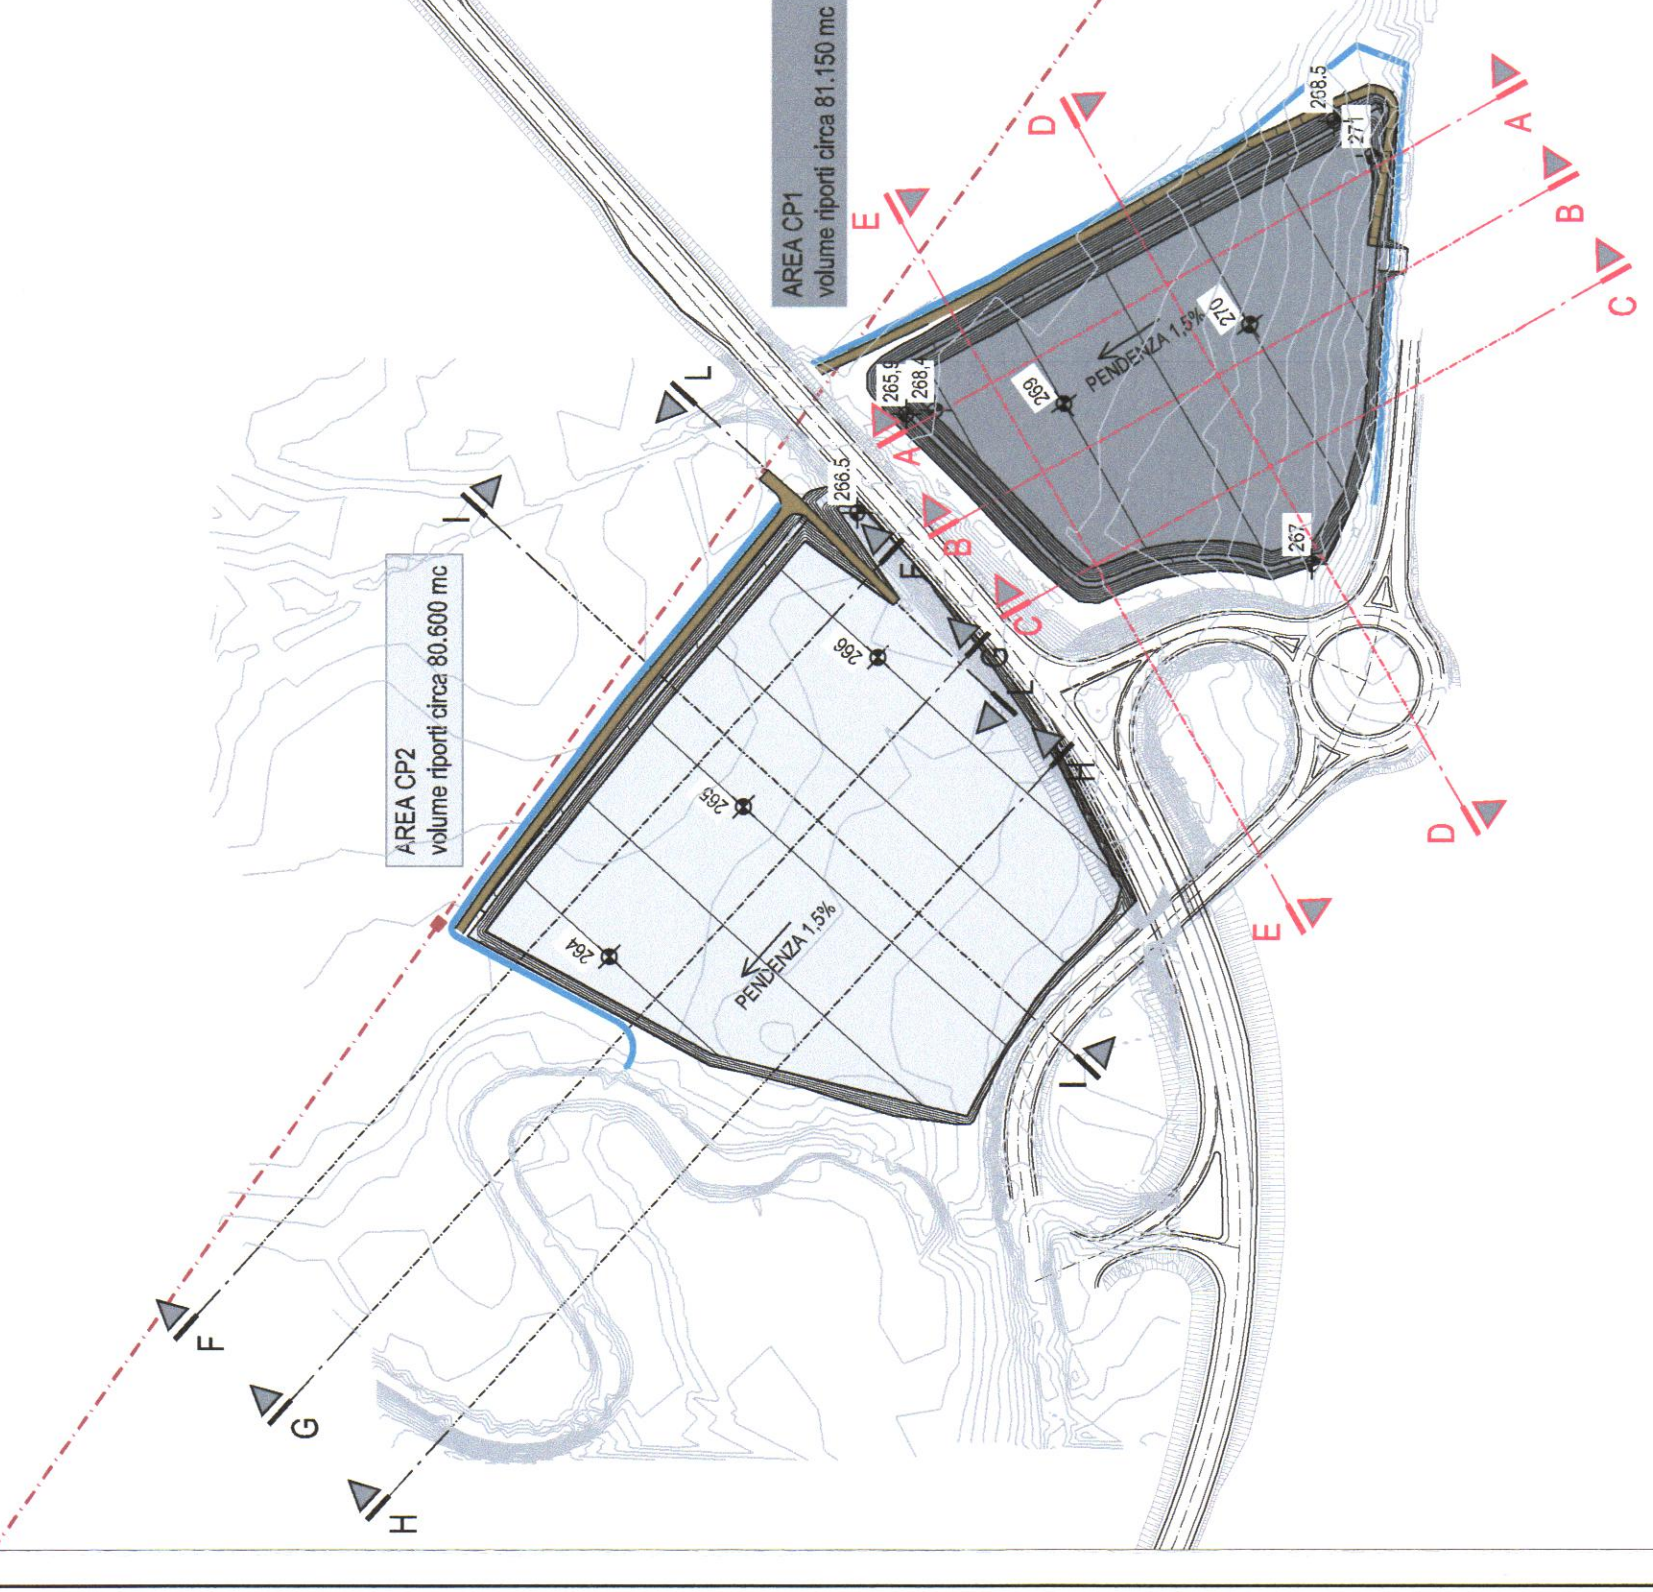 AREA CP1
volume riporti circa 81.150 mc
AREA CP2
volume riporti circa 80.600 mc
D
E
A
B
C
268.5
271
270
PENDENZA 1,5%
269
265,9
268,4
267
A
B
C
D
E
L
I
266.5
F
G
L
H
266
265
264
PENDENZA 1,5%
I
F
G
H